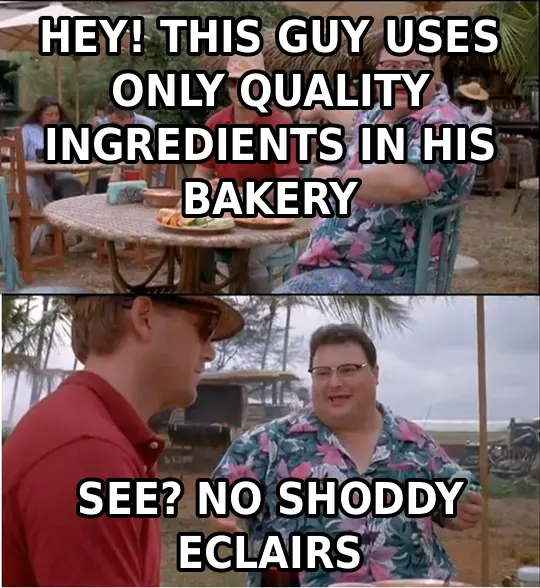 HEY! THIS GUY USES
ONLY QUALITY
INGREDIENTS IN HIS
BAKERY
SEE? NO SHODDY
ECLAIRS